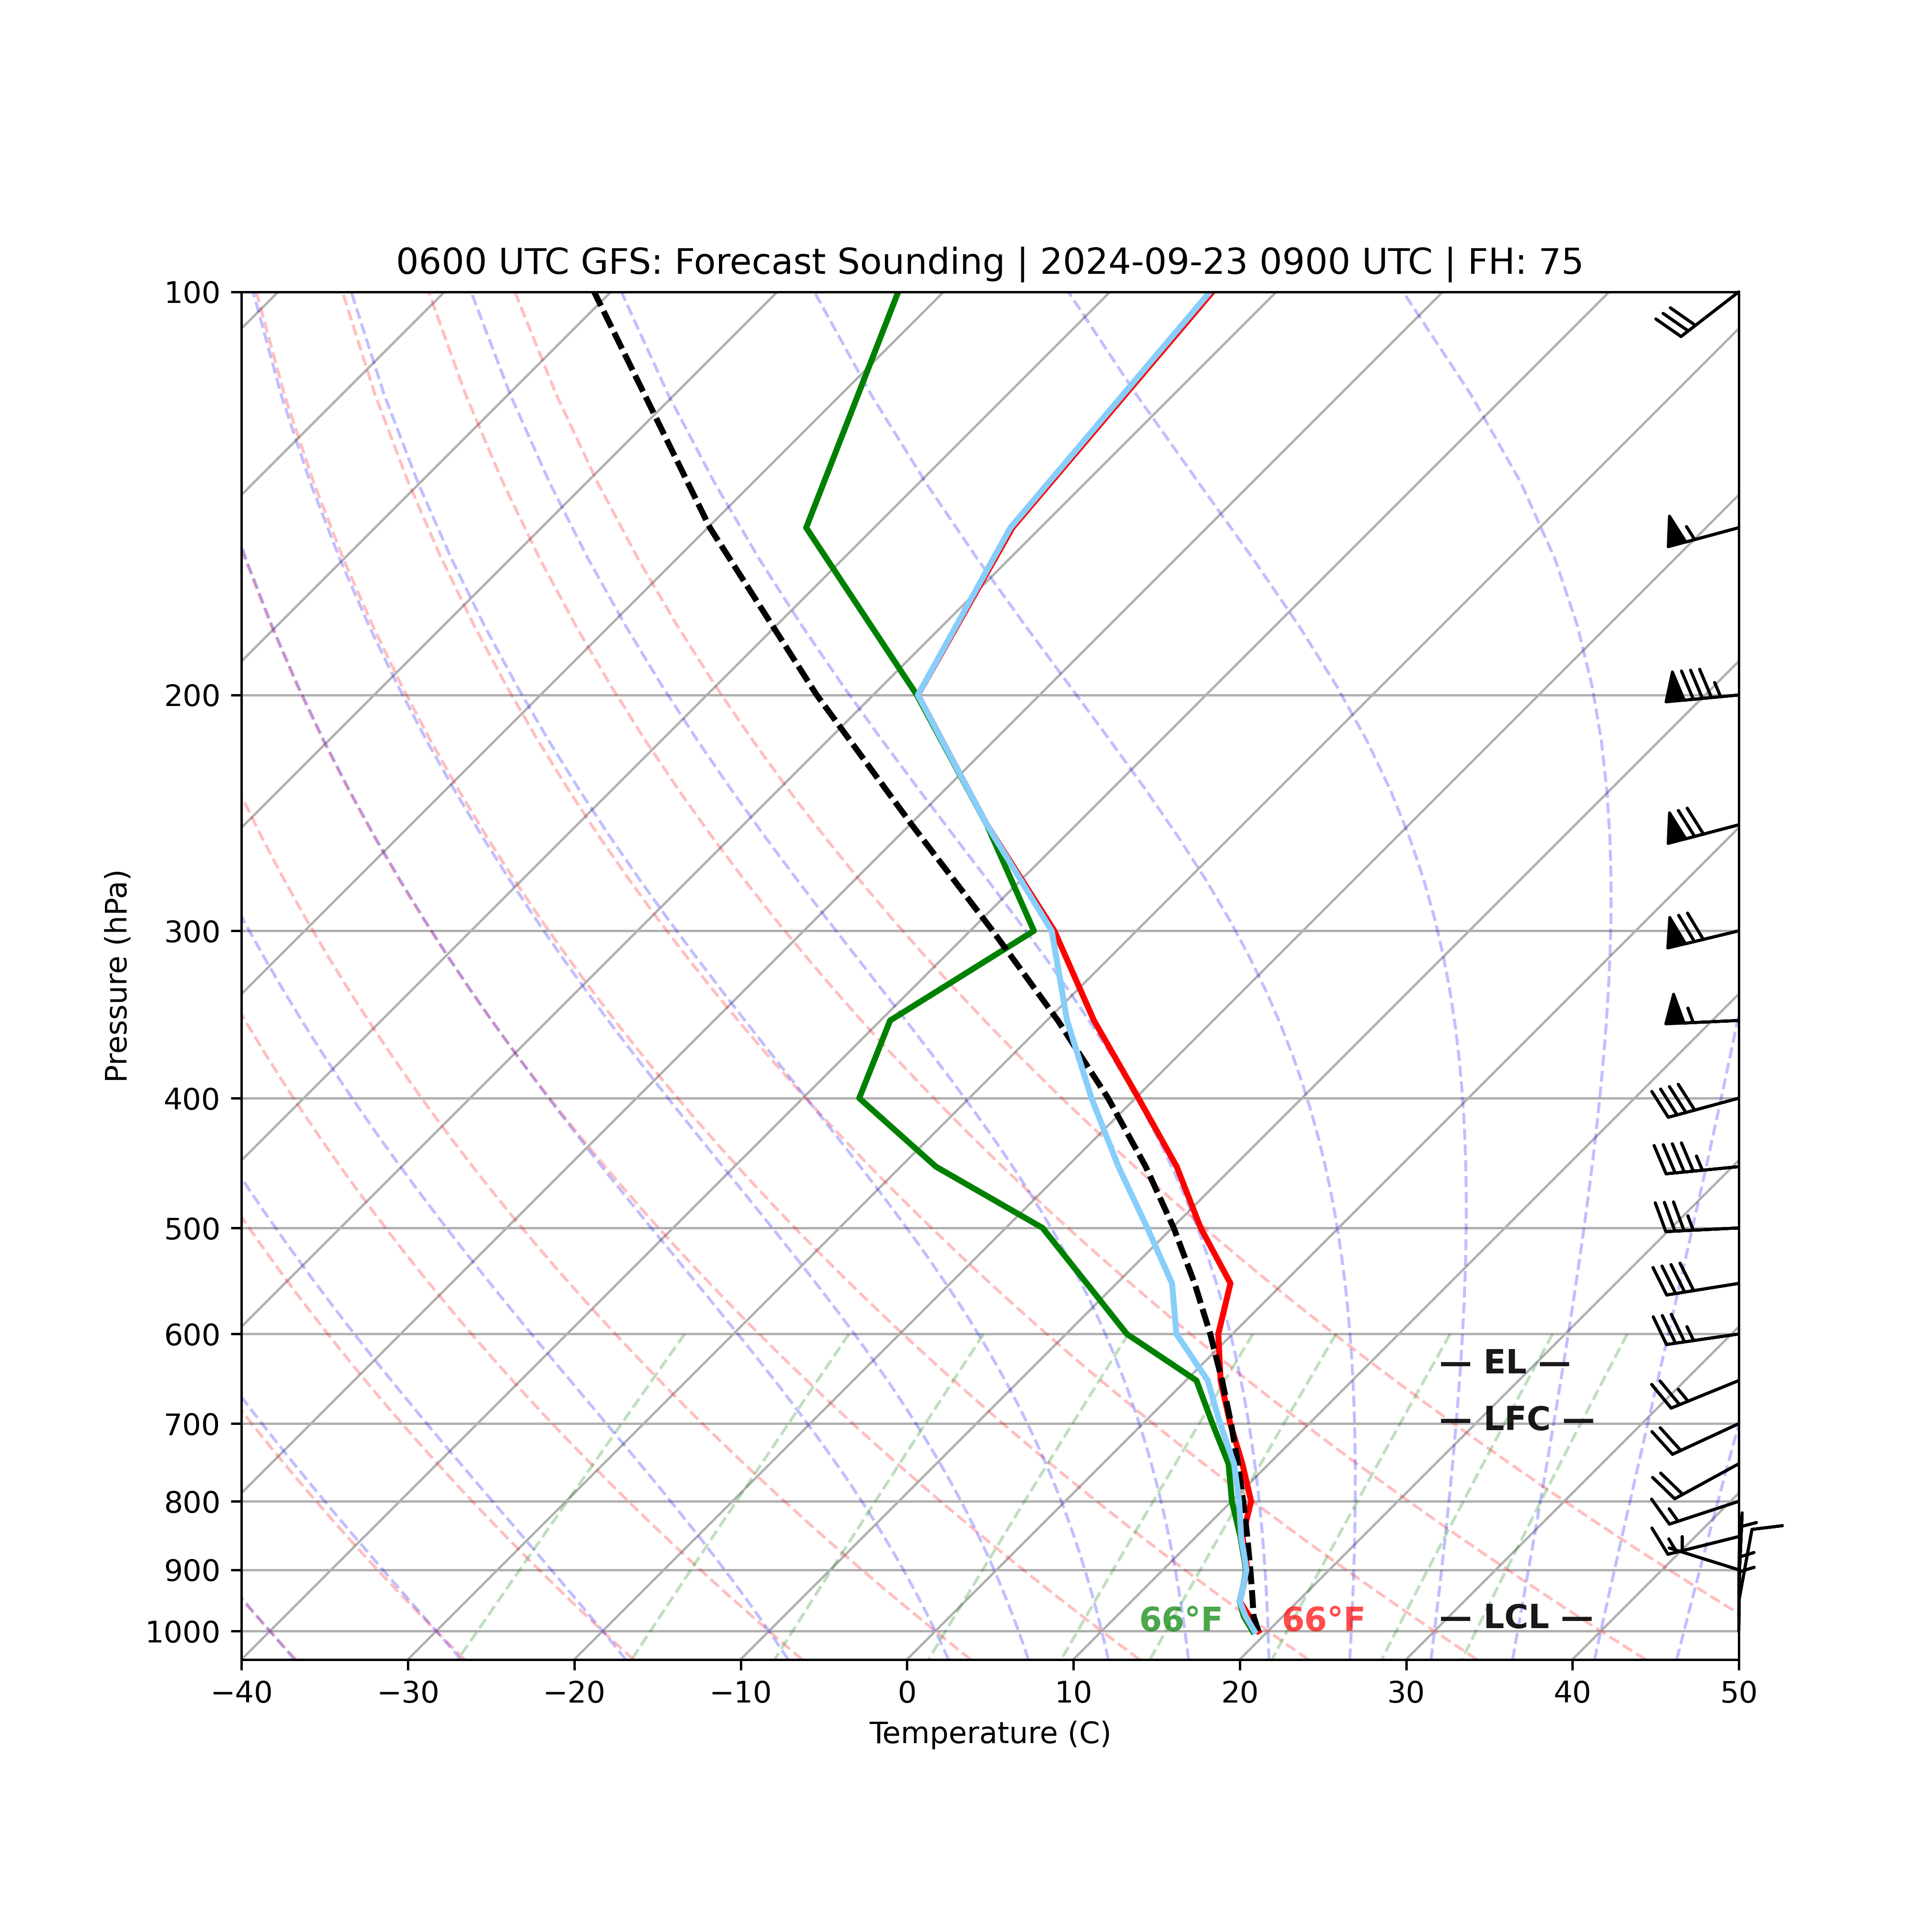 0600 UTC GFS: Forecast Sounding | 2024-09-23 0900 UTC | FH: 75
100
200
300
400
500
600
700
800
900
1000
Pressure (hPa)
— EL —
— LFC —
— LCL —
66°F 66°F
−40 −30 −20 −10 0 10 20 30 40 50
Temperature (C)